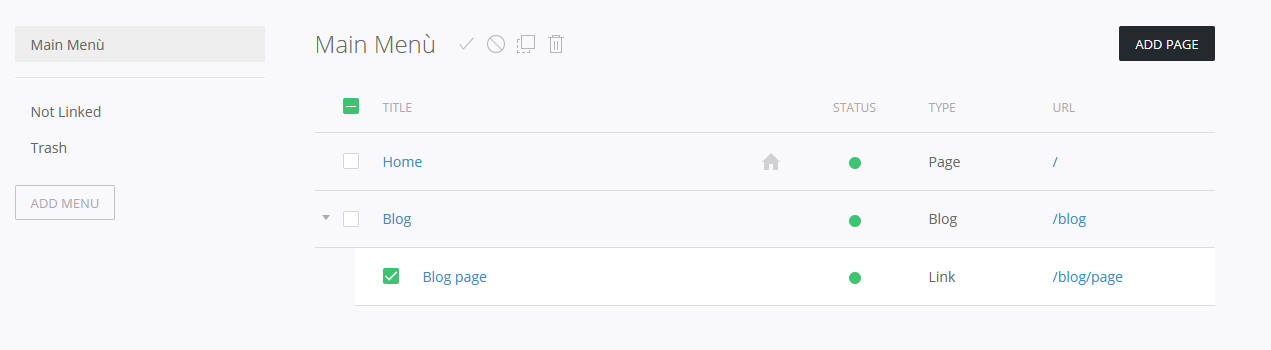 Main Menù
Not Linked
Trash
ADD MENU
Main Menù
ADD PAGE
TITLE STATUS TYPE URL
Home Page /
Blog Blog /blog
Blog page Link /blog/page